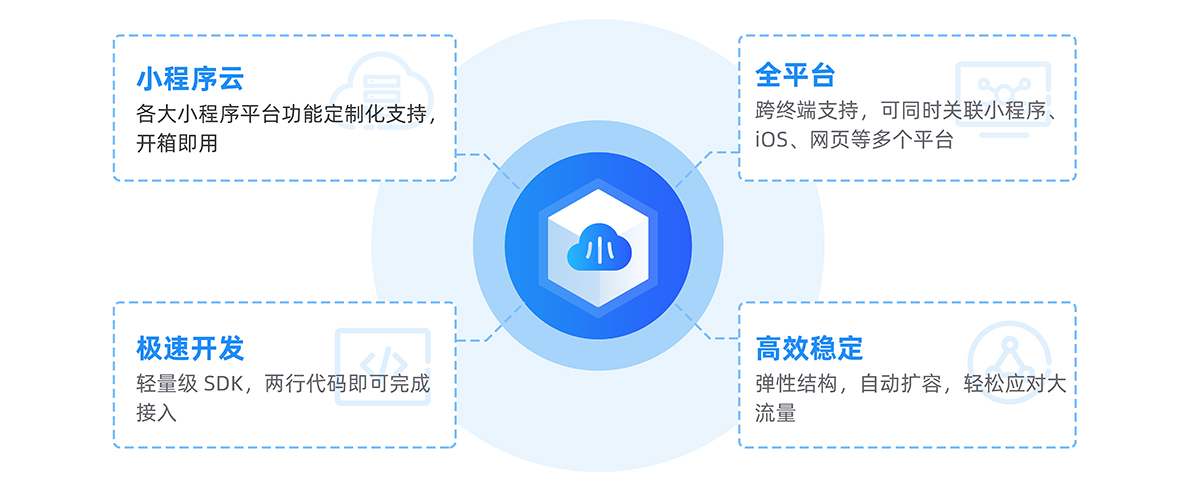 小程序云
各大小程序平台功能定制化支持，
开箱即用
全平台
跨终端支持，可同时关联小程序、
iOS、网页等多个平台
小
极速开发
轻量级 SDK，两行代码即可完成
接入
高效稳定
弹性结构，自动扩容，轻松应对大
流量